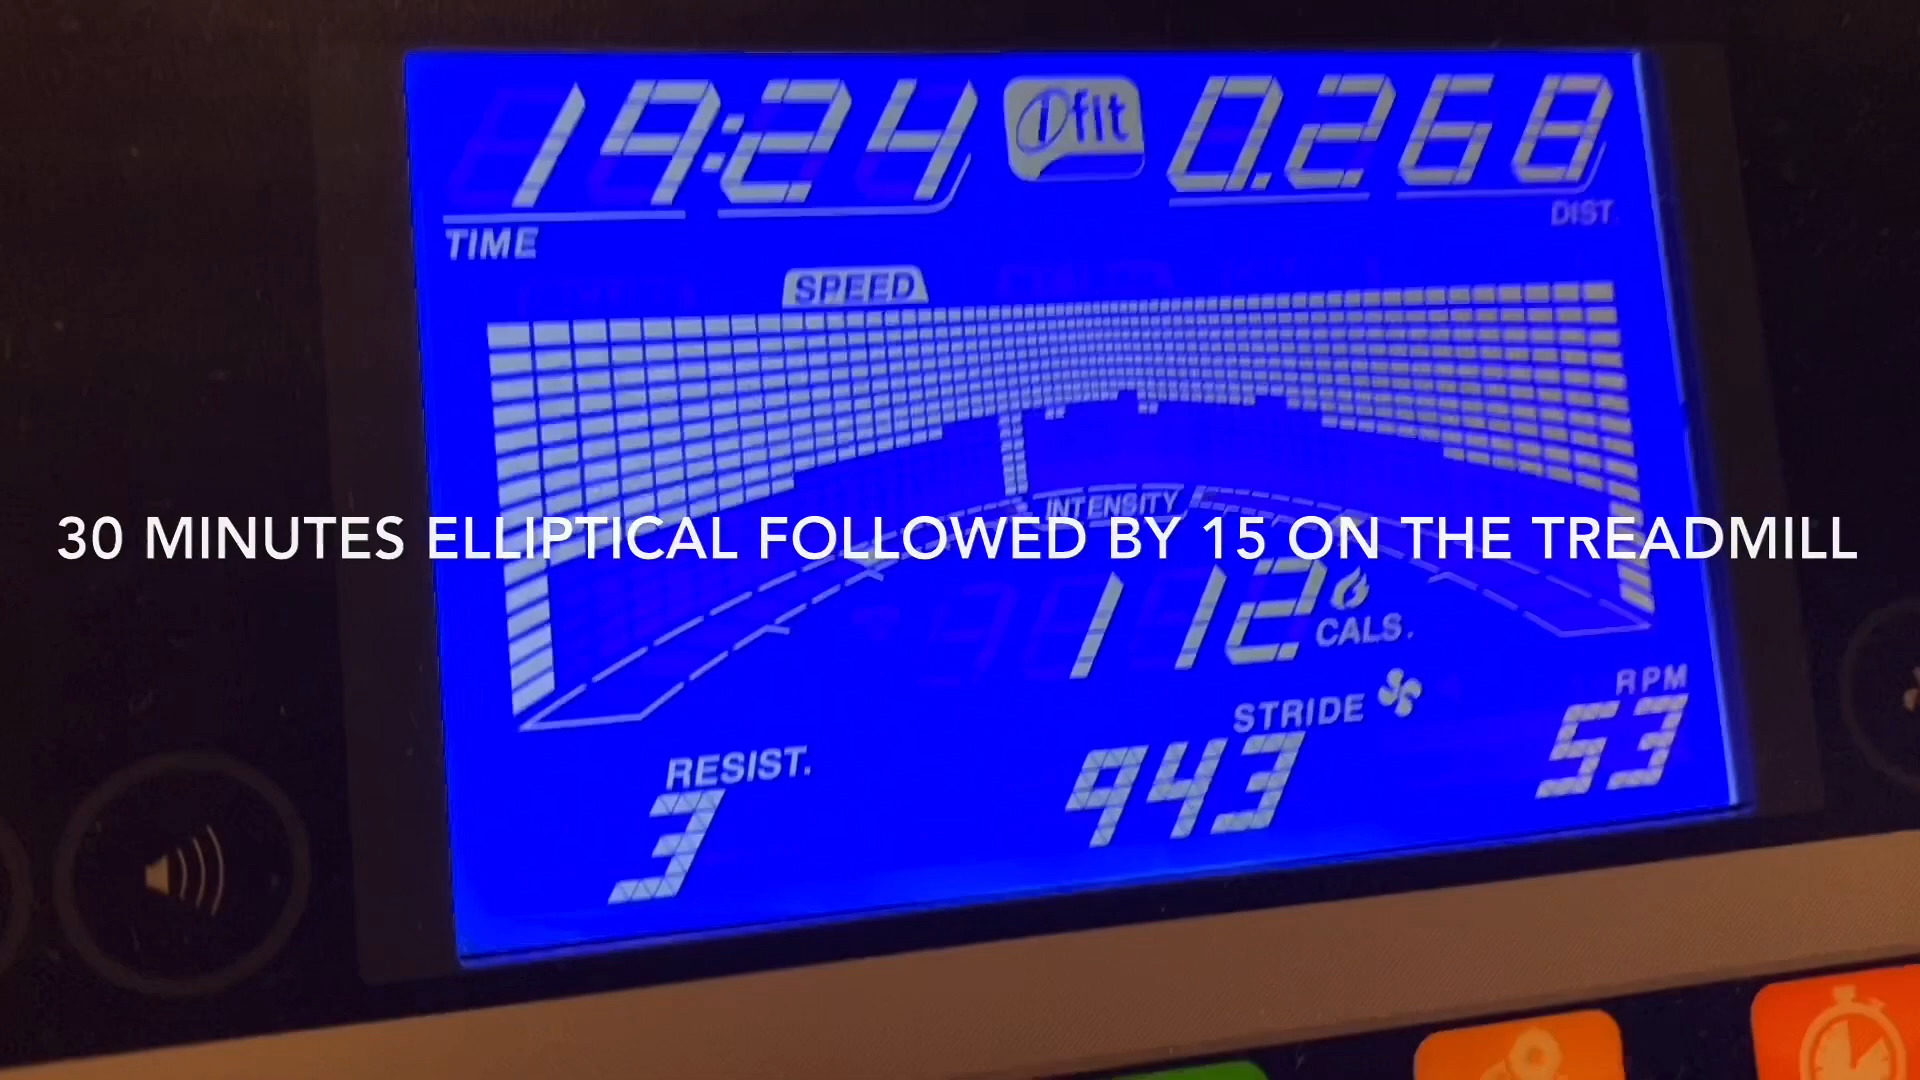 19:24 ifit 0.268
TIME DIST.
SPEED
INTENSITY
30 MINUTES ELLIPTICAL FOLLOWED BY 15 ON THE TREADMILL
112 CALS.
RESIST. STRIDE RPM
3 943 53